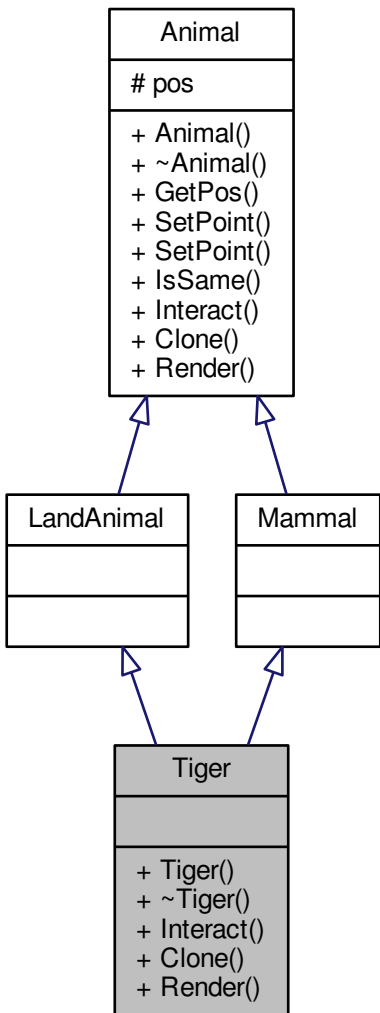 Animal
# pos
+ Animal()
+ ~Animal()
+ GetPos()
+ SetPoint()
+ SetPoint()
+ IsSame()
+ Interact()
+ Clone()
+ Render()
LandAnimal
Mammal
Tiger
+ Tiger()
+ ~Tiger()
+ Interact()
+ Clone()
+ Render()